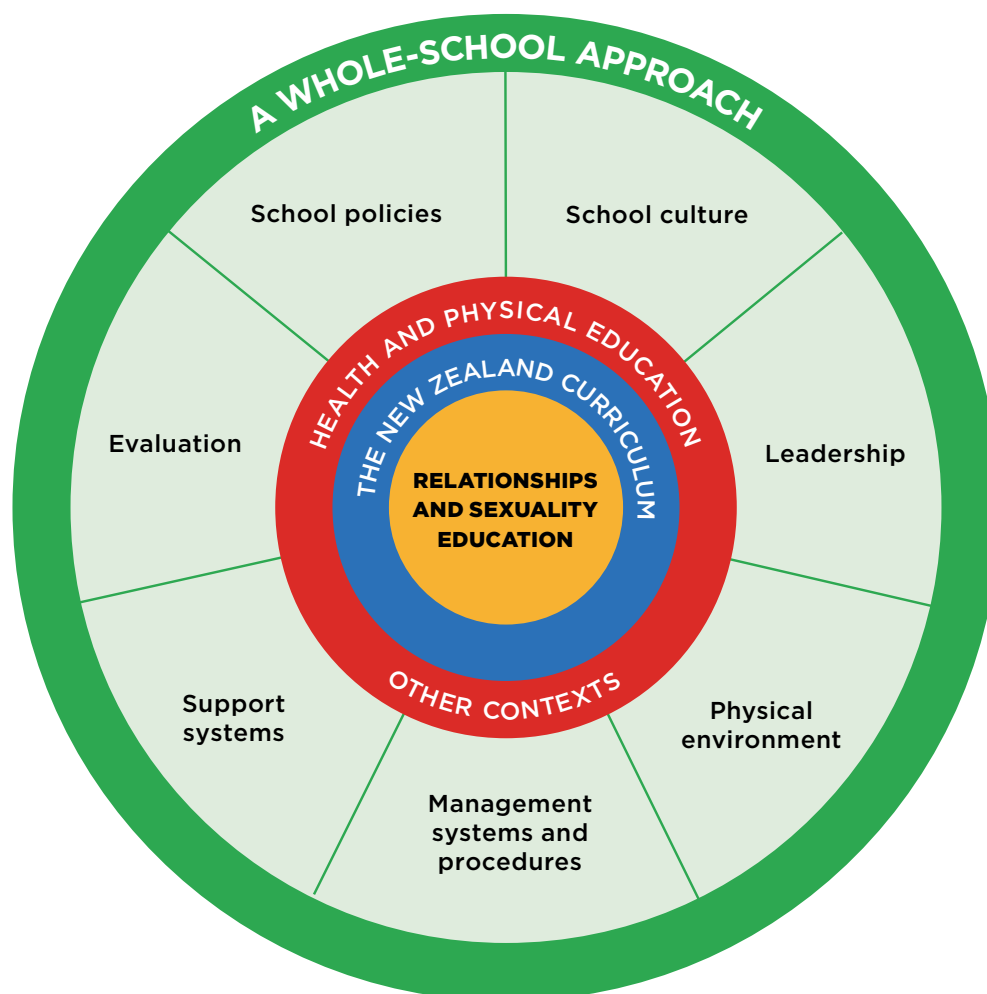 A WHOLE-SCHOOL APPROACH
School policies
School culture
HEALTH AND PHYSICAL EDUCATION
THE NEW ZEALAND CURRICULUM
Evaluation
Leadership
RELATIONSHIPS
AND SEXUALITY
EDUCATION
OTHER CONTEXTS
Support
systems
Physical
environment
Management
systems and
procedures